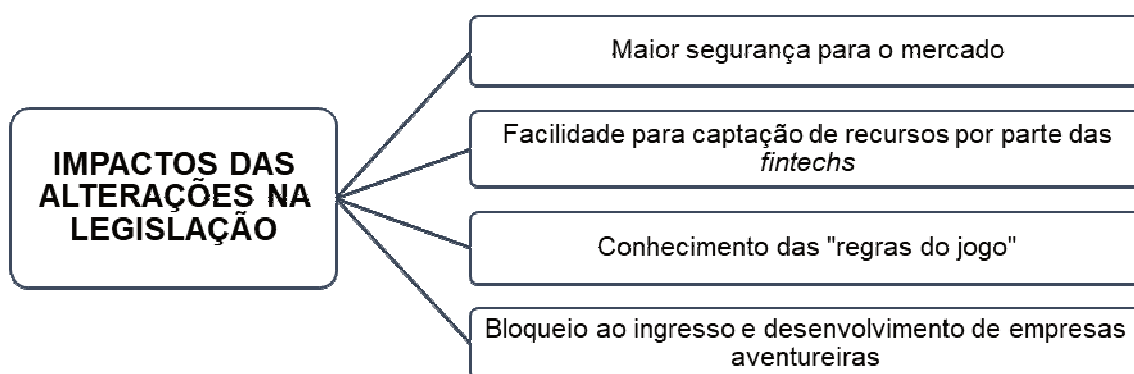 IMPACTOS DAS
ALTERAÇÕES NA
LEGISLAÇÃO
Maior segurança para o mercado
Facilidade para captação de recursos por parte das
fintechs
Conhecimento das "regras do jogo"
Bloqueio ao ingresso e desenvolvimento de empresas
aventureiras